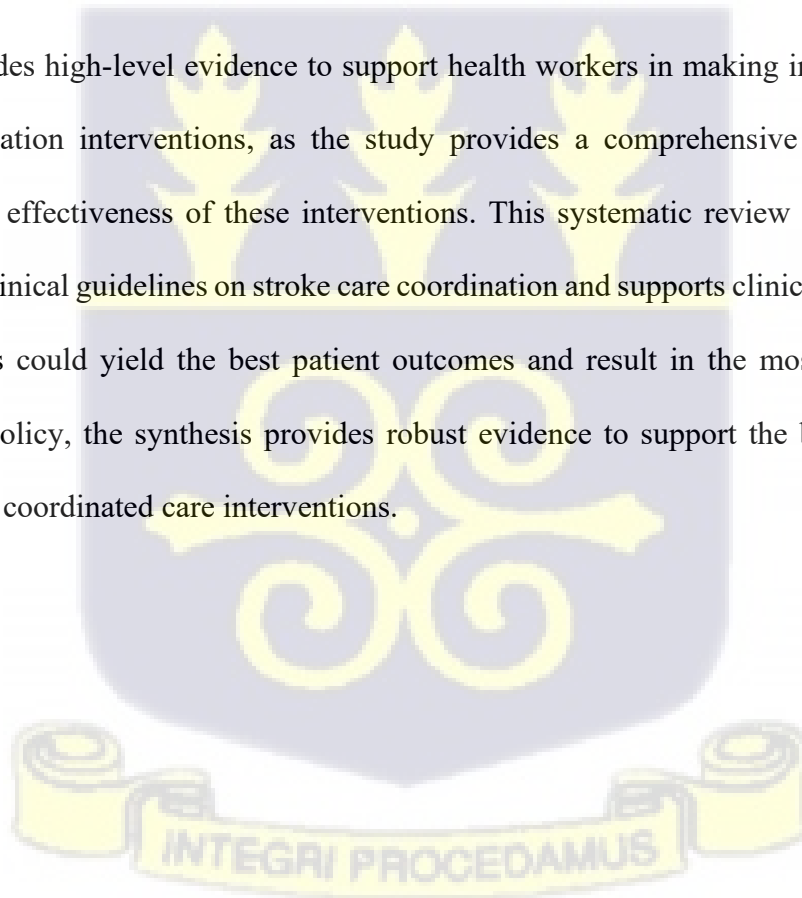 des high-level evidence to support health workers in making in
ation interventions, as the study provides a comprehensive
effectiveness of these interventions. This systematic review
inical guidelines on stroke care coordination and supports clinic
s could yield the best patient outcomes and result in the mos
olicy, the synthesis provides robust evidence to support the
coordinated care interventions.
INTEGRI PROCEDAMUS